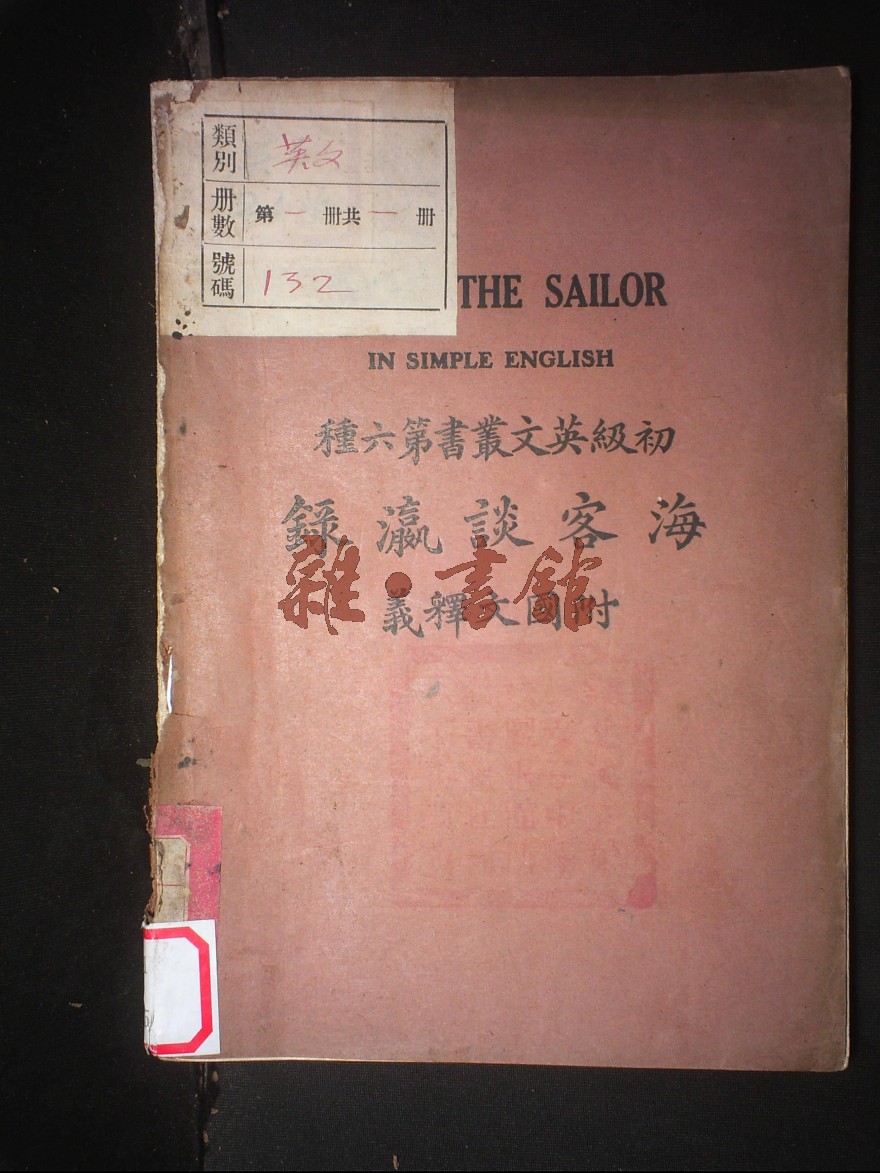 類別 英文
册數 第一冊共一冊
號碼 132
THE SAILOR
IN SIMPLE ENGLISH
初級英文叢書第六種
海客談瀛錄
附國文釋義
雜·書館